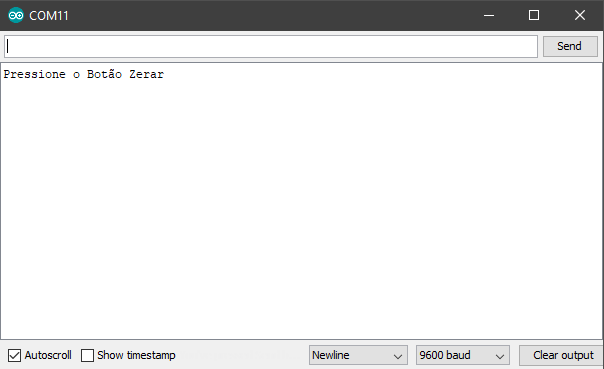 COM11
Send
Pressione o Botão Zerar
Autoscroll Show timestamp Newline 9600 baud Clear output